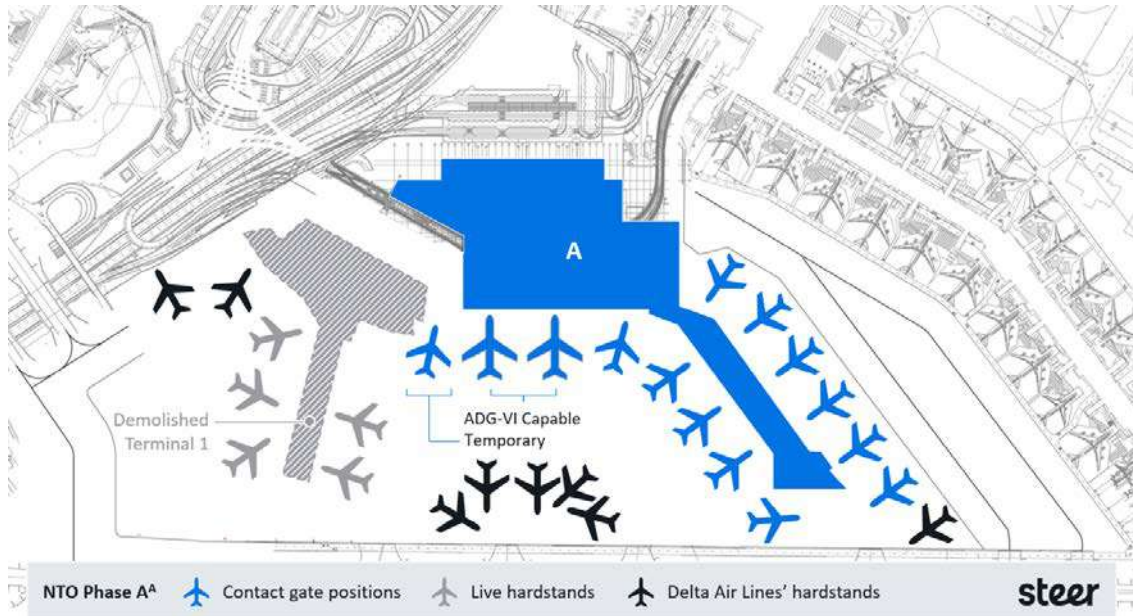 A
Demolished
Terminal 1
ADG-VI Capable
Temporary
NTO Phase Aᴬ
Contact gate positions
Live hardstands
Delta Air Lines' hardstands
steer